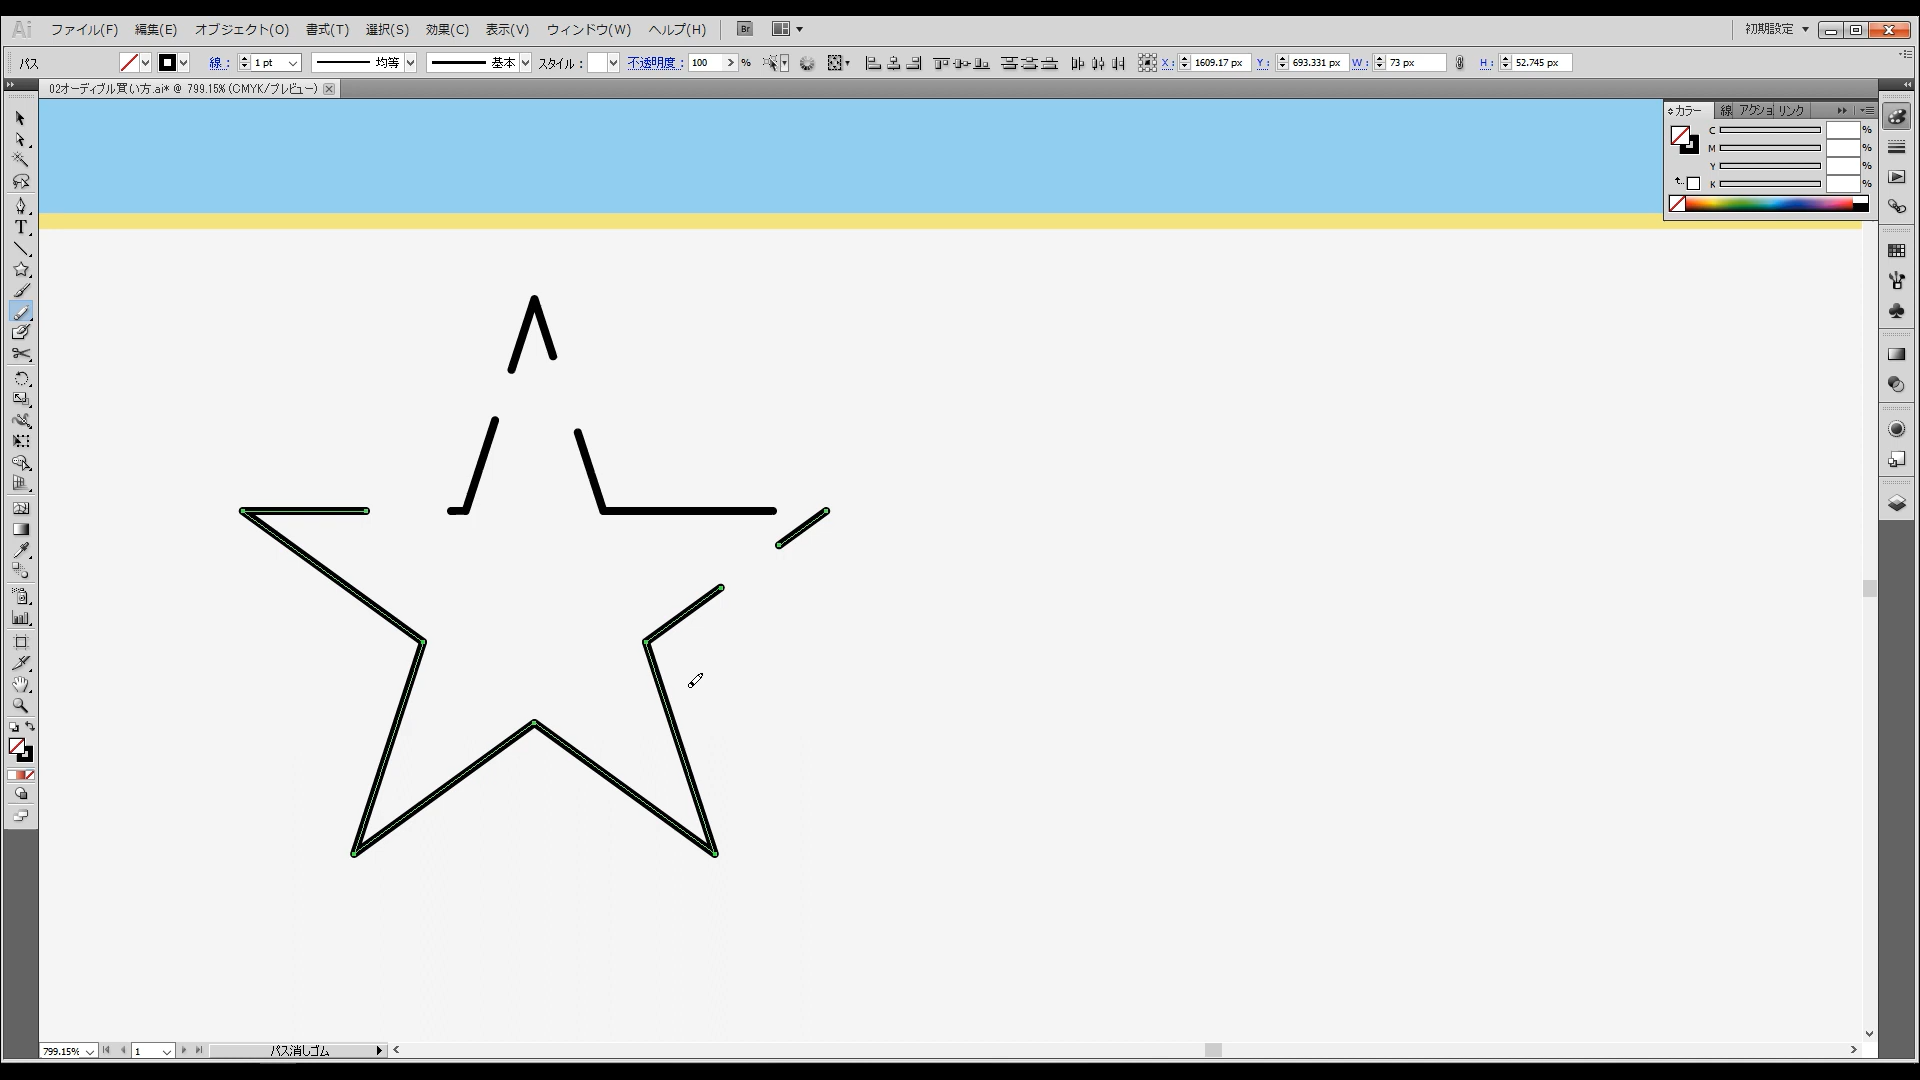 Ai ファイル(F) 編集(E) オブジェクト(O) 書式(T) 選択(S) 効果(C) 表示(V) ウィンドウ(W) ヘルプ(H) Br 初期設定
パス 線: 1 pt 均等 基本 スタイル: 不透明度: 100 % X: 1609.17 px Y: 693.331 px W: 73 px H: 52.745 px
02オーディブル買い方.ai* @ 799.15% (CMYK/プレビュー)
カラー 線 アクショ リンク
C %
M %
Y %
K %
T
799.15% 1 パス消しゴム